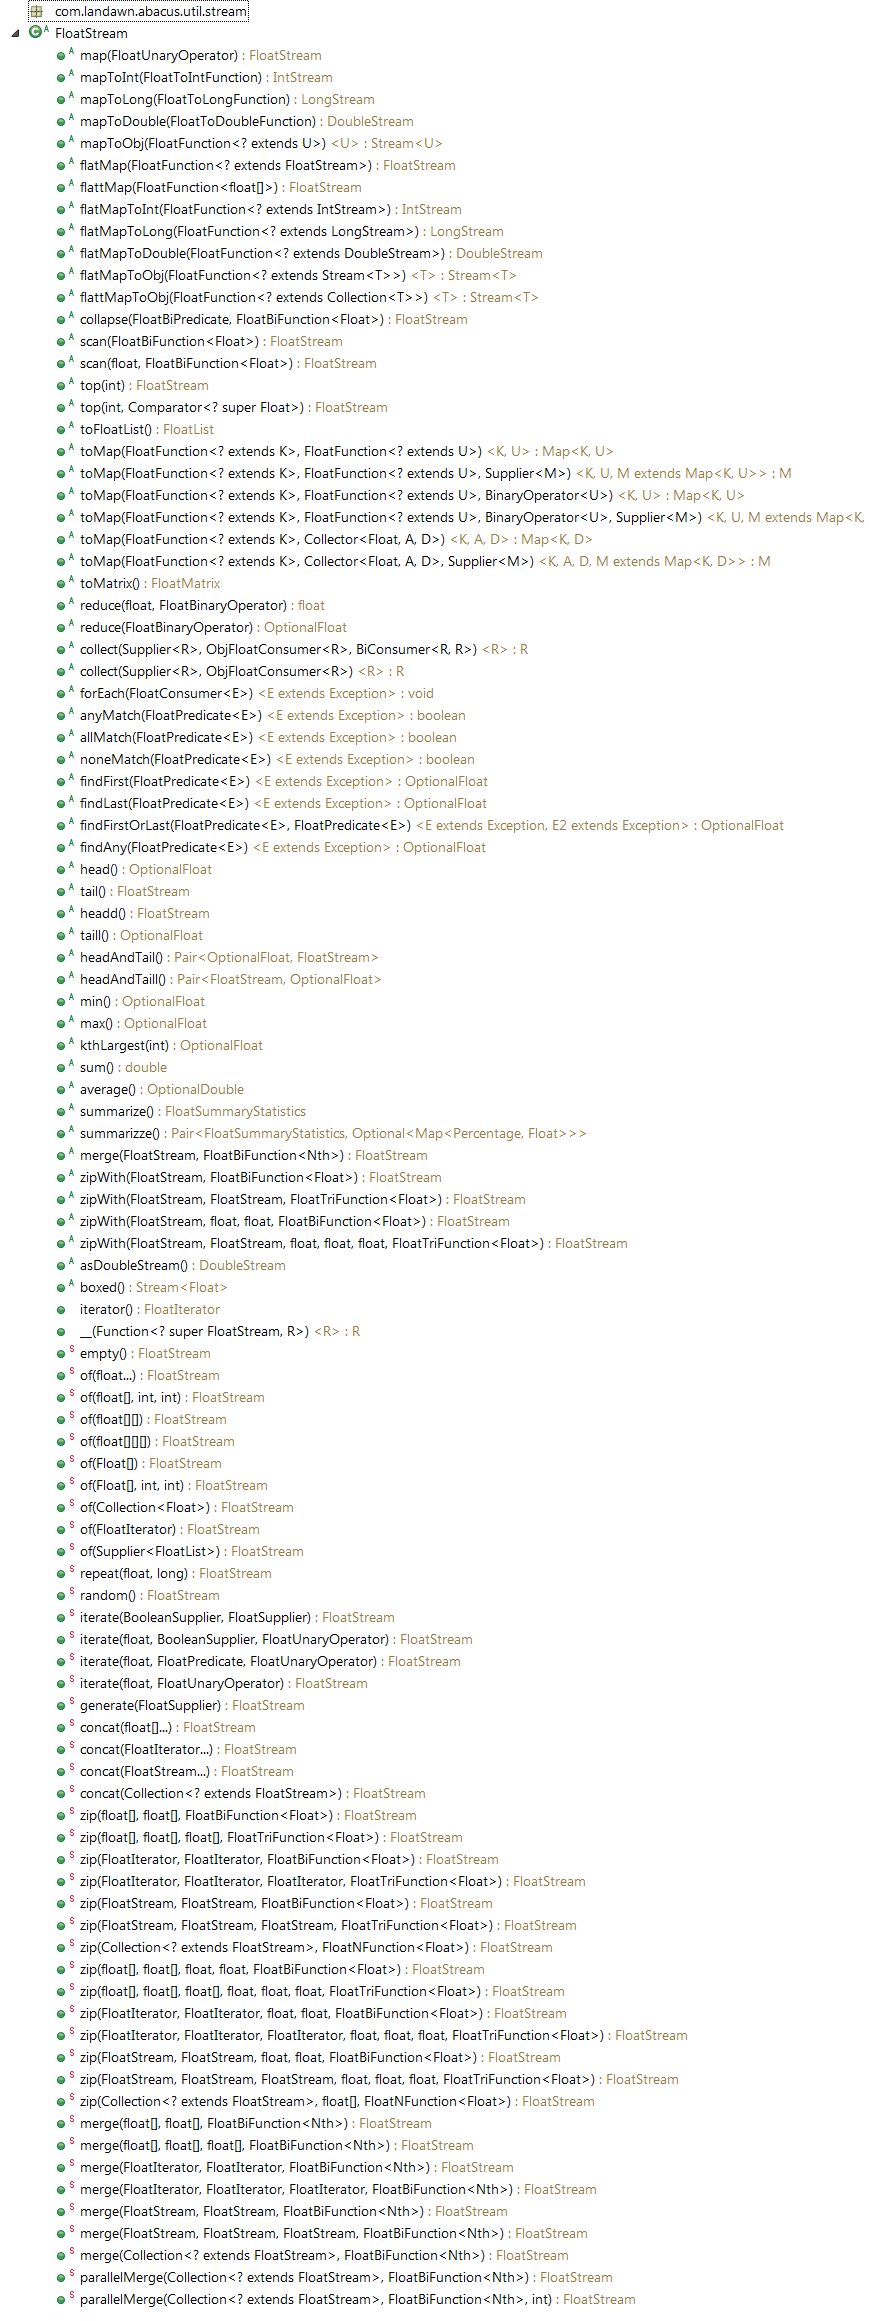 com.landawn.abacus.util.stream
FloatStream
map(FloatUnaryOperator) : FloatStream
mapToInt(FloatToIntFunction) : IntStream
mapToLong(FloatToLongFunction) : LongStream
mapToDouble(FloatToDoubleFunction) : DoubleStream
mapToObj(FloatFunction<? extends U>) <U> : Stream<U>
flatMap(FloatFunction<? extends FloatStream>) : FloatStream
flattMap(FloatFunction<float[]>) : FloatStream
flatMapToInt(FloatFunction<? extends IntStream>) : IntStream
flatMapToLong(FloatFunction<? extends LongStream>) : LongStream
flatMapToDouble(FloatFunction<? extends DoubleStream>) : DoubleStream
flatMapToObj(FloatFunction<? extends Stream<T>>) <T> : Stream<T>
flattMapToObj(FloatFunction<? extends Collection<T>>) <T> : Stream<T>
collapse(FloatBiPredicate, FloatBiFunction<Float>) : FloatStream
scan(FloatBiFunction<Float>) : FloatStream
scan(float, FloatBiFunction<Float>) : FloatStream
top(int) : FloatStream
top(int, Comparator<? super Float>) : FloatStream
toFloatList() : FloatList
toMap(FloatFunction<? extends K>, FloatFunction<? extends U>) <K, U> : Map<K, U>
toMap(FloatFunction<? extends K>, FloatFunction<? extends U>, Supplier<M>) <K, U, M extends Map<K, U>> : M
toMap(FloatFunction<? extends K>, FloatFunction<? extends U>, BinaryOperator<U>) <K, U> : Map<K, U>
toMap(FloatFunction<? extends K>, FloatFunction<? extends U>, BinaryOperator<U>, Supplier<M>) <K, U, M extends Map<K,
toMap(FloatFunction<? extends K>, Collector<Float, A, D>) <K, A, D> : Map<K, D>
toMap(FloatFunction<? extends K>, Collector<Float, A, D>, Supplier<M>) <K, A, D, M extends Map<K, D>> : M
toMatrix() : FloatMatrix
reduce(float, FloatBinaryOperator) : float
reduce(FloatBinaryOperator) : OptionalFloat
collect(Supplier<R>, ObjFloatConsumer<R>, BiConsumer<R, R>) <R> : R
collect(Supplier<R>, ObjFloatConsumer<R>) <R> : R
forEach(FloatConsumer<E>) <E extends Exception> : void
anyMatch(FloatPredicate<E>) <E extends Exception> : boolean
allMatch(FloatPredicate<E>) <E extends Exception> : boolean
noneMatch(FloatPredicate<E>) <E extends Exception> : boolean
findFirst(FloatPredicate<E>) <E extends Exception> : OptionalFloat
findLast(FloatPredicate<E>) <E extends Exception> : OptionalFloat
findFirstOrLast(FloatPredicate<E>, FloatPredicate<E>) <E extends Exception, E2 extends Exception> : OptionalFloat
findAny(FloatPredicate<E>) <E extends Exception> : OptionalFloat
head() : OptionalFloat
tail() : FloatStream
headd() : FloatStream
taill() : OptionalFloat
headAndTail() : Pair<OptionalFloat, FloatStream>
headAndTaill() : Pair<FloatStream, OptionalFloat>
min() : OptionalFloat
max() : OptionalFloat
kthLargest(int) : OptionalFloat
sum() : double
average() : OptionalDouble
summarize() : FloatSummaryStatistics
summarizze() : Pair<FloatSummaryStatistics, Optional<Map<Percentage, Float>>>
merge(FloatStream, FloatBiFunction<Nth>) : FloatStream
zipWith(FloatStream, FloatBiFunction<Float>) : FloatStream
zipWith(FloatStream, FloatStream, FloatTriFunction<Float>) : FloatStream
zipWith(FloatStream, float, float, FloatBiFunction<Float>) : FloatStream
zipWith(FloatStream, FloatStream, float, float, float, FloatTriFunction<Float>) : FloatStream
asDoubleStream() : DoubleStream
boxed() : Stream<Float>
iterator() : FloatIterator
__(Function<? super FloatStream, R>) <R> : R
empty() : FloatStream
of(float...) : FloatStream
of(float[], int, int) : FloatStream
of(float[][]) : FloatStream
of(float[][][]) : FloatStream
of(Float[]) : FloatStream
of(Float[], int, int) : FloatStream
of(Collection<Float>) : FloatStream
of(FloatIterator) : FloatStream
of(Supplier<FloatList>) : FloatStream
repeat(float, long) : FloatStream
random() : FloatStream
iterate(BooleanSupplier, FloatSupplier) : FloatStream
iterate(float, BooleanSupplier, FloatUnaryOperator) : FloatStream
iterate(float, FloatPredicate, FloatUnaryOperator) : FloatStream
iterate(float, FloatUnaryOperator) : FloatStream
generate(FloatSupplier) : FloatStream
concat(float[]...) : FloatStream
concat(FloatIterator...) : FloatStream
concat(FloatStream...) : FloatStream
concat(Collection<? extends FloatStream>) : FloatStream
zip(float[], float[], FloatBiFunction<Float>) : FloatStream
zip(float[], float[], float[], FloatTriFunction<Float>) : FloatStream
zip(FloatIterator, FloatIterator, FloatBiFunction<Float>) : FloatStream
zip(FloatIterator, FloatIterator, FloatIterator, FloatTriFunction<Float>) : FloatStream
zip(FloatStream, FloatStream, FloatBiFunction<Float>) : FloatStream
zip(FloatStream, FloatStream, FloatStream, FloatTriFunction<Float>) : FloatStream
zip(Collection<? extends FloatStream>, FloatNFunction<Float>) : FloatStream
zip(float[], float[], float, float, FloatBiFunction<Float>) : FloatStream
zip(float[], float[], float[], float, float, float, FloatTriFunction<Float>) : FloatStream
zip(FloatIterator, FloatIterator, float, float, FloatBiFunction<Float>) : FloatStream
zip(FloatIterator, FloatIterator, FloatIterator, float, float, float, FloatTriFunction<Float>) : FloatStream
zip(FloatStream, FloatStream, float, float, FloatBiFunction<Float>) : FloatStream
zip(FloatStream, FloatStream, FloatStream, float, float, float, FloatTriFunction<Float>) : FloatStream
zip(Collection<? extends FloatStream>, float[], FloatNFunction<Float>) : FloatStream
merge(float[], float[], FloatBiFunction<Nth>) : FloatStream
merge(float[], float[], float[], FloatBiFunction<Nth>) : FloatStream
merge(FloatIterator, FloatIterator, FloatBiFunction<Nth>) : FloatStream
merge(FloatIterator, FloatIterator, FloatIterator, FloatBiFunction<Nth>) : FloatStream
merge(FloatStream, FloatStream, FloatBiFunction<Nth>) : FloatStream
merge(FloatStream, FloatStream, FloatStream, FloatBiFunction<Nth>) : FloatStream
merge(Collection<? extends FloatStream>, FloatBiFunction<Nth>) : FloatStream
parallelMerge(Collection<? extends FloatStream>, FloatBiFunction<Nth>) : FloatStream
parallelMerge(Collection<? extends FloatStream>, FloatBiFunction<Nth>, int) : FloatStream